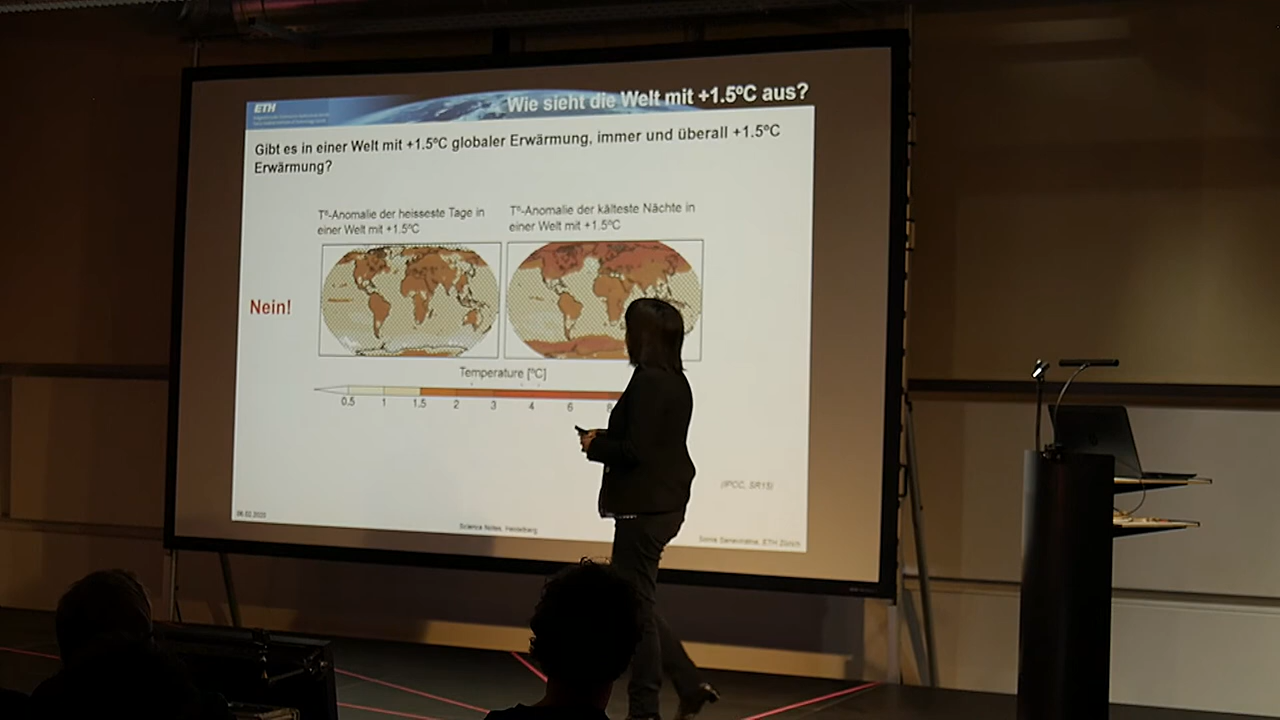 ETH
Wie sieht die Welt mit +1.5ºC aus?
Gibt es in einer Welt mit +1.5ºC globaler Erwärmung, immer und überall +1.5ºC
Erwärmung?
Tº-Anomalie der heisseste Tage in
einer Welt mit +1.5ºC
Tº-Anomalie der kälteste Nächte in
einer Welt mit +1.5ºC
Nein!
Temperature [ºC]
0.5 1 1.5 2 3 4 6 8
(IPCC, SR15)
06.02.2020
Science Notes, Heidelberg
Sonia Seneviratne, ETH Zürich